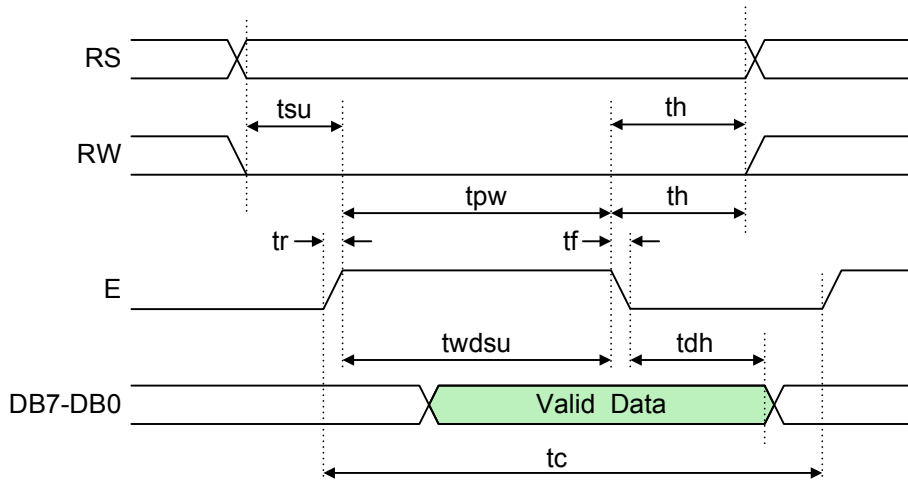 RS
tsu
th
RW
tpw
th
tr
tf
E
twdsu
tdh
DB7-DB0
Valid Data
tc